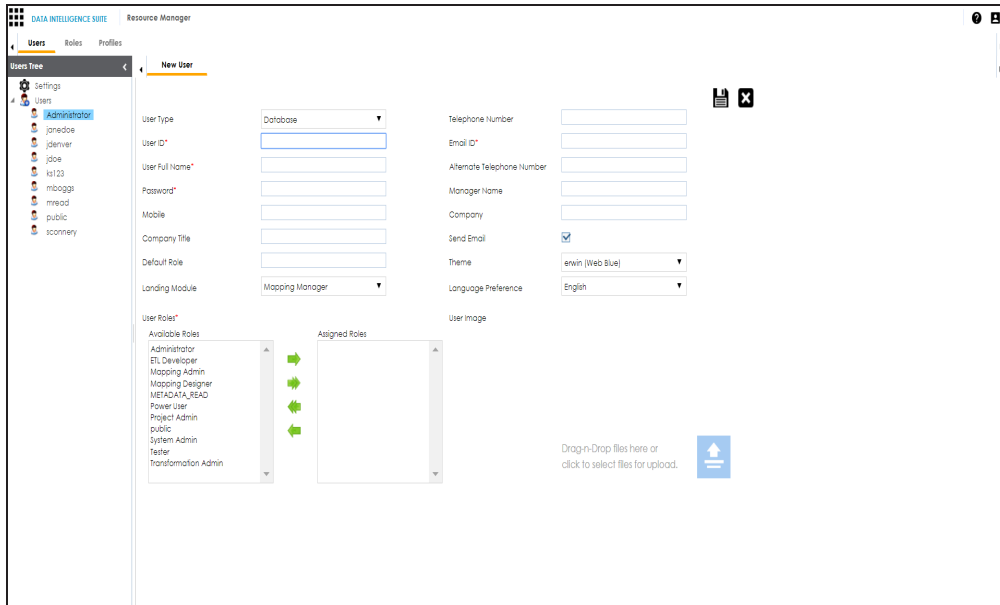 DATA INTELLIGENCE SUITE Resource Manager
Users Roles Profiles
Users Tree
New User
Settings
Users
Administrator
janedoe
jdenver
jdoe
ks123
mboggs
mread
public
sconnery
User Type Database
User ID*
User Full Name*
Password*
Mobile
Company Title
Default Role
Landing Module Mapping Manager
Telephone Number
Email ID*
Alternate Telephone Number
Manager Name
Company
Send Email
Theme erwin (Web Blue)
Language Preference English
User Roles*
User Image
Available Roles
Assigned Roles
Administrator
ETL Developer
Mapping Admin
Mapping Designer
METADATA_READ
Power User
Project Admin
public
System Admin
Tester
Transformation Admin
Drag-n-Drop files here or
click to select files for upload.